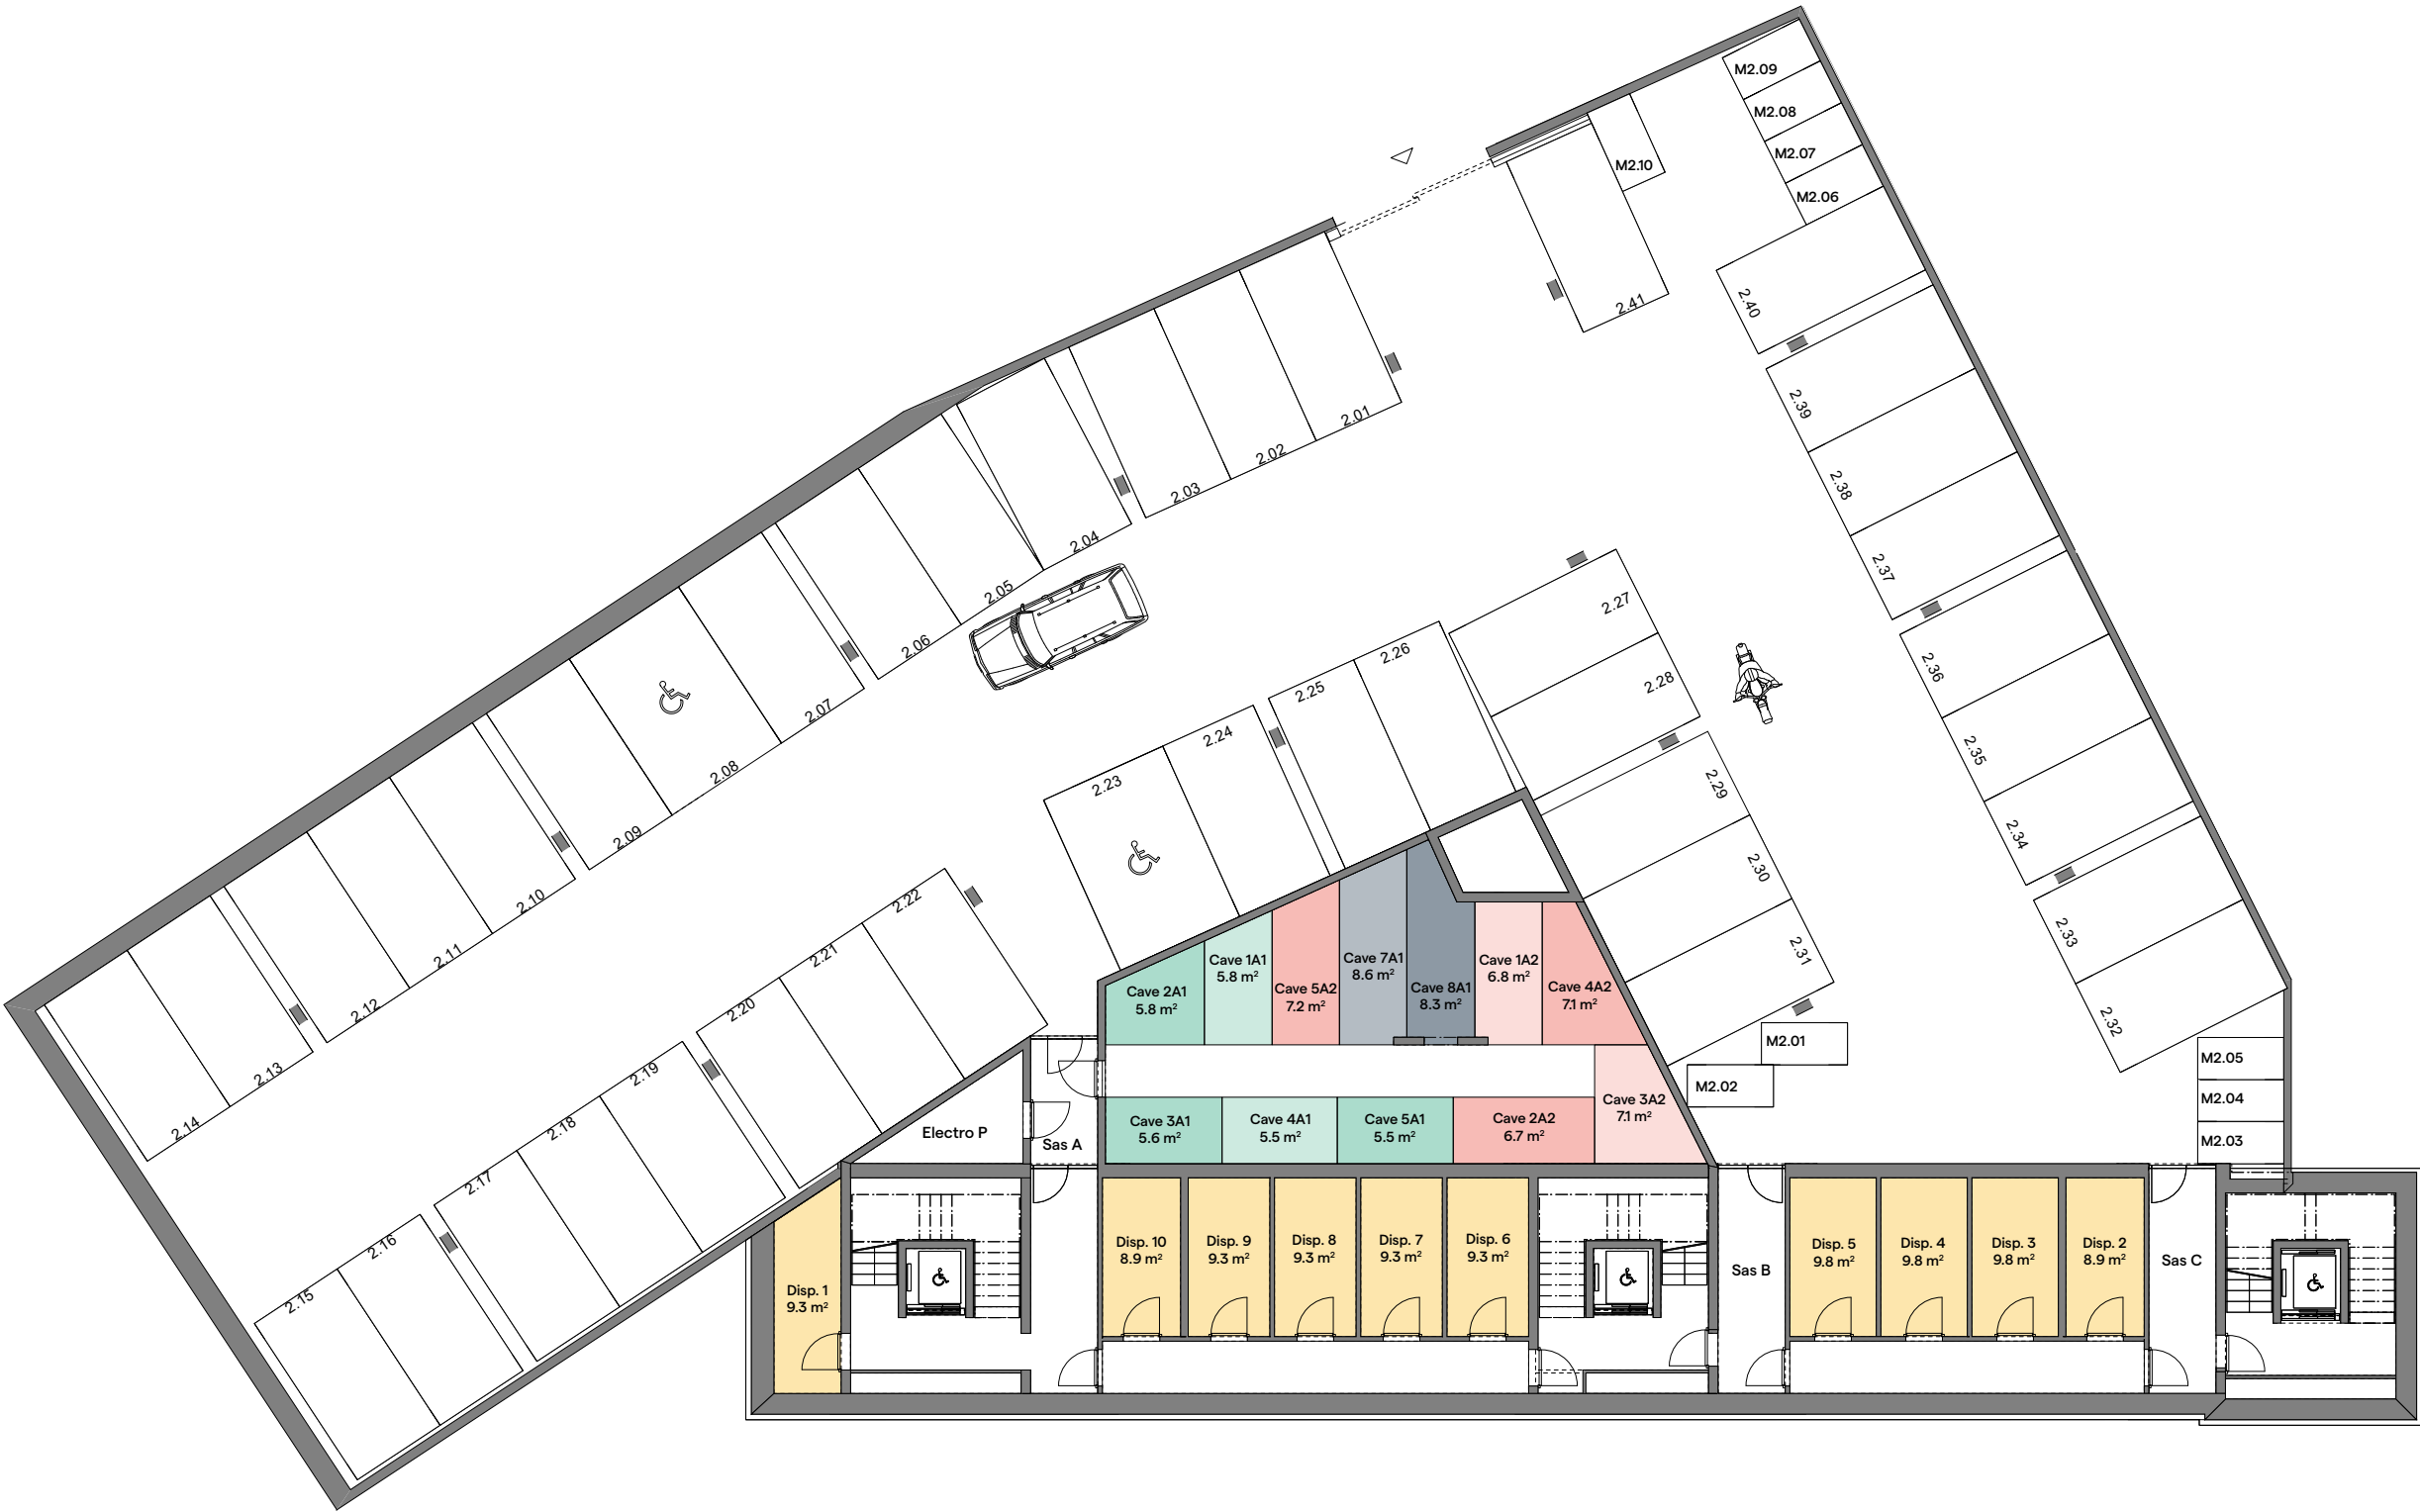 M2.09
M2.08
M2.07
M2.06
M2.10
2.41
2.40
2.39
2.38
2.37
2.36
2.35
2.34
2.33
2.32
2.01
2.02
2.03
2.04
2.05
2.06
2.07
2.08
2.09
2.10
2.11
2.12
2.13
2.14
2.15
2.16
2.17
2.18
2.19
2.20
2.21
2.22
2.23
2.24
2.25
2.26
2.27
2.28
2.29
2.30
2.31
M2.01
M2.02
M2.05
M2.04
M2.03
Cave 2A1
5.8 m²
Cave 1A1
5.8 m²
Cave 5A2
7.2 m²
Cave 7A1
8.6 m²
Cave 8A1
8.3 m²
Cave 1A2
6.8 m²
Cave 4A2
7.1 m²
Cave 3A1
5.6 m²
Cave 4A1
5.5 m²
Cave 5A1
5.5 m²
Cave 2A2
6.7 m²
Cave 3A2
7.1 m²
Electro P
Sas A
Disp. 1
9.3 m²
Disp. 10
8.9 m²
Disp. 9
9.3 m²
Disp. 8
9.3 m²
Disp. 7
9.3 m²
Disp. 6
9.3 m²
Sas B
Disp. 5
9.8 m²
Disp. 4
9.8 m²
Disp. 3
9.8 m²
Disp. 2
8.9 m²
Sas C